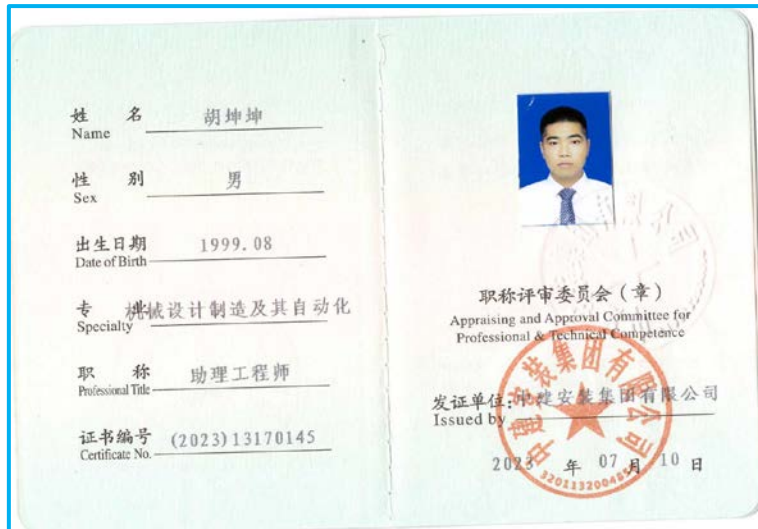 姓 名 胡坤坤
Name
性 别 男
Sex
出生日期 1999.08
Date of Birth
专 业 机械设计制造及其自动化
Specialty
职 称 助理工程师
Professional Title
证书编号 (2023)13170145
Certificate No.
职称评审委员会(章)
Appraising and Approval Committee for
Professional & Technical Competence
发证单位:中建安装集团有限公司
Issued by
2023 年 07 月 10 日
中建安装集团有限公司